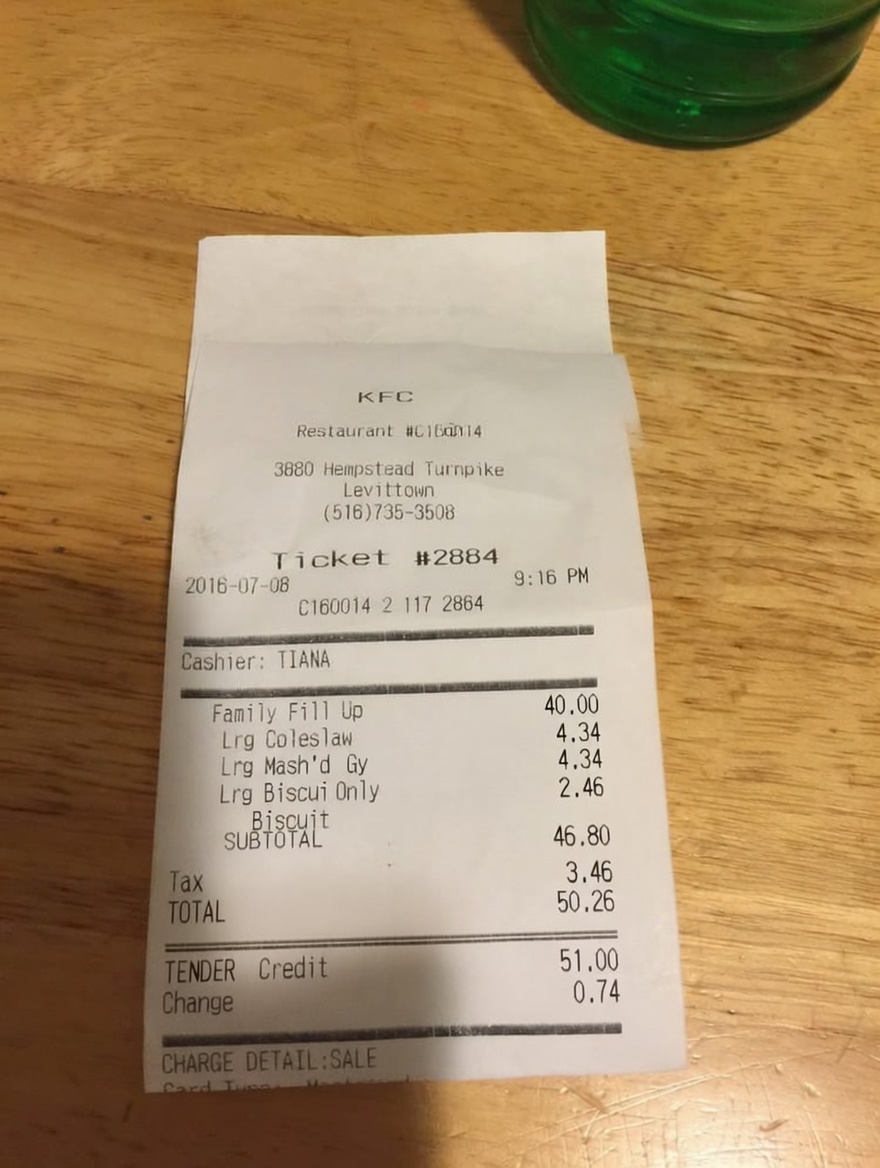 KFC
Restaurant
3880 Hempstead Turnpike
Levittown
(516)735-3508
Ticket #2884
2016-07-08 9:16 PM
C160014 2 117 2864
Cashier: TIANA
Family Fill Up 40.00
Lrg Coleslaw 4.34
Lrg Mash'd Gy 4.34
Lrg Biscui Only 2.46
Biscuit
SUBTOTAL 46.80
Tax 3.46
TOTAL 50.26
TENDER Credit 51.00
Change 0.74
CHARGE DETAIL:SALE